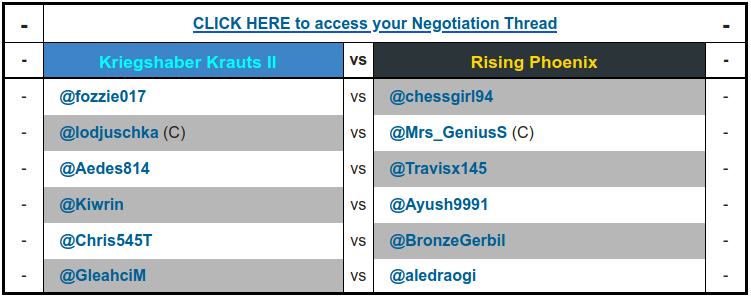 - CLICK HERE to access your Negotiation Thread -
- Kriegshaber Krauts II vs Rising Phoenix -
- @fozzie017 vs @chessgirl94 -
- @lodjuschka (C) vs @Mrs_GeniusS (C) -
- @Aedes814 vs @Travisx145 -
- @Kiwrin vs @Ayush9991 -
- @Chris545T vs @BronzeGerbil -
- @GleahciM vs @aledraogi -